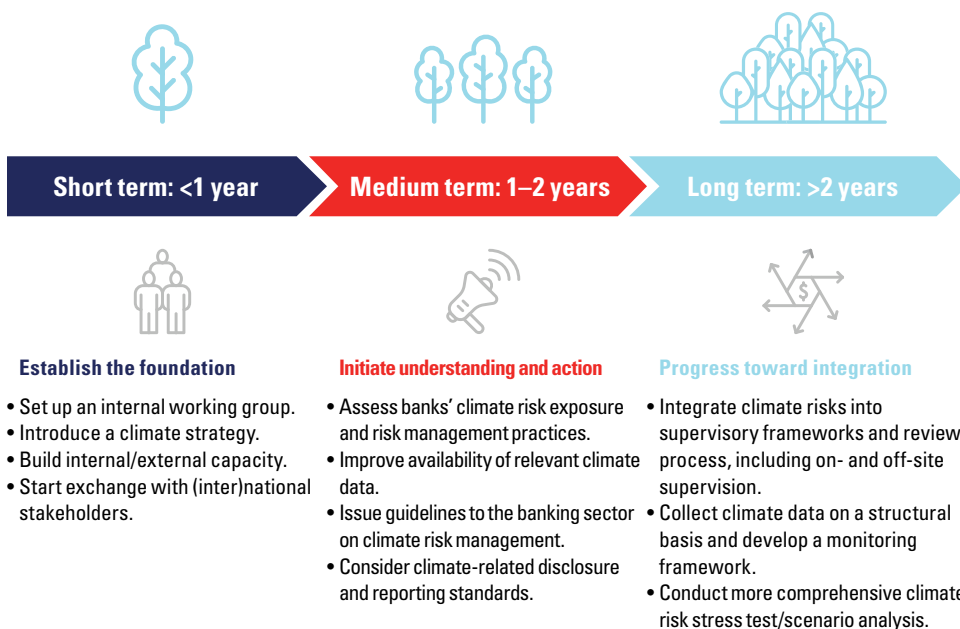 Short term: <1 year
Medium term: 1–2 years
Long term: >2 years
$
Establish the foundation
• Set up an internal working group.
• Introduce a climate strategy.
• Build internal/external capacity.
• Start exchange with (inter)national
stakeholders.
Initiate understanding and action
• Assess banks’ climate risk exposure
and risk management practices.
• Improve availability of relevant climate
data.
• Issue guidelines to the banking sector
on climate risk management.
• Consider climate-related disclosure
and reporting standards.
Progress toward integration
• Integrate climate risks into
supervisory frameworks and review
process, including on- and off-site
supervision.
• Collect climate data on a structural
basis and develop a monitoring
framework.
• Conduct more comprehensive climate
risk stress test/scenario analysis.